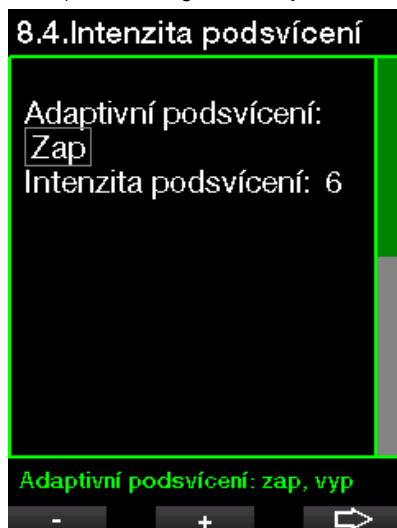 8.4.Intenzita podsvícení
Adaptivní podsvícení:
Zap
Intenzita podsvícení: 6
Adaptivní podsvícení: zap, vyp
- +